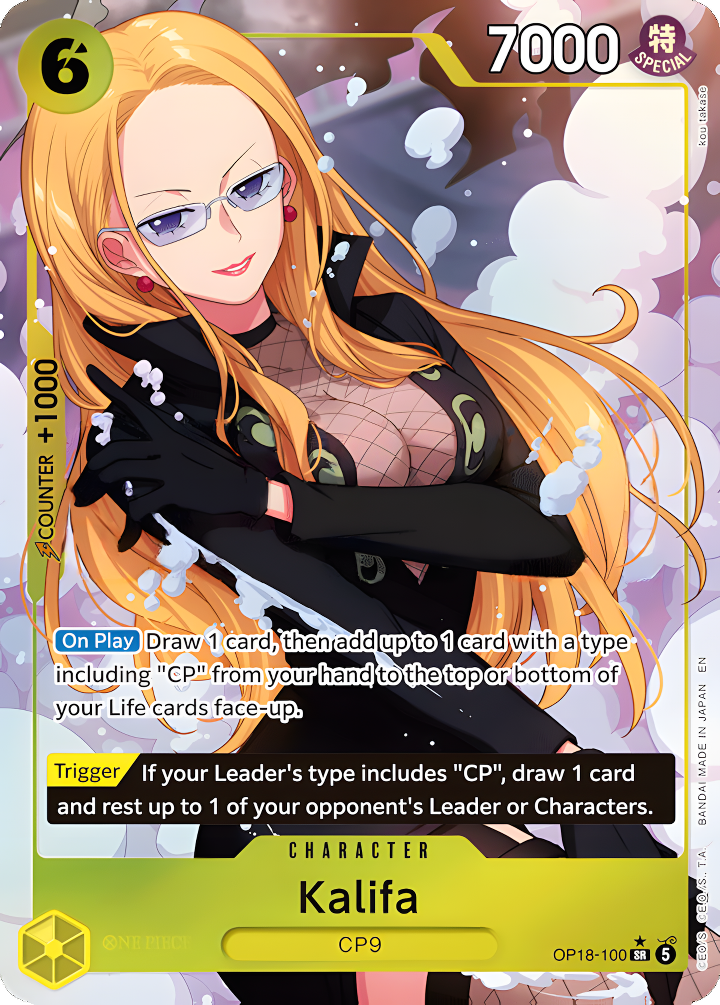 6
7000
特
SPECIAL
kou takase
COUNTER +1000
On Play Draw 1 card, then add up to 1 card with a type
including "CP" from your hand to the top or bottom of
your Life cards face-up.
Trigger If your Leader's type includes "CP", draw 1 card
and rest up to 1 of your opponent's Leader or Characters.
CHARACTER
Kalifa
CP9
ONE PIECE
OP18-100 SR 5
BANDAI MADE IN JAPAN EN